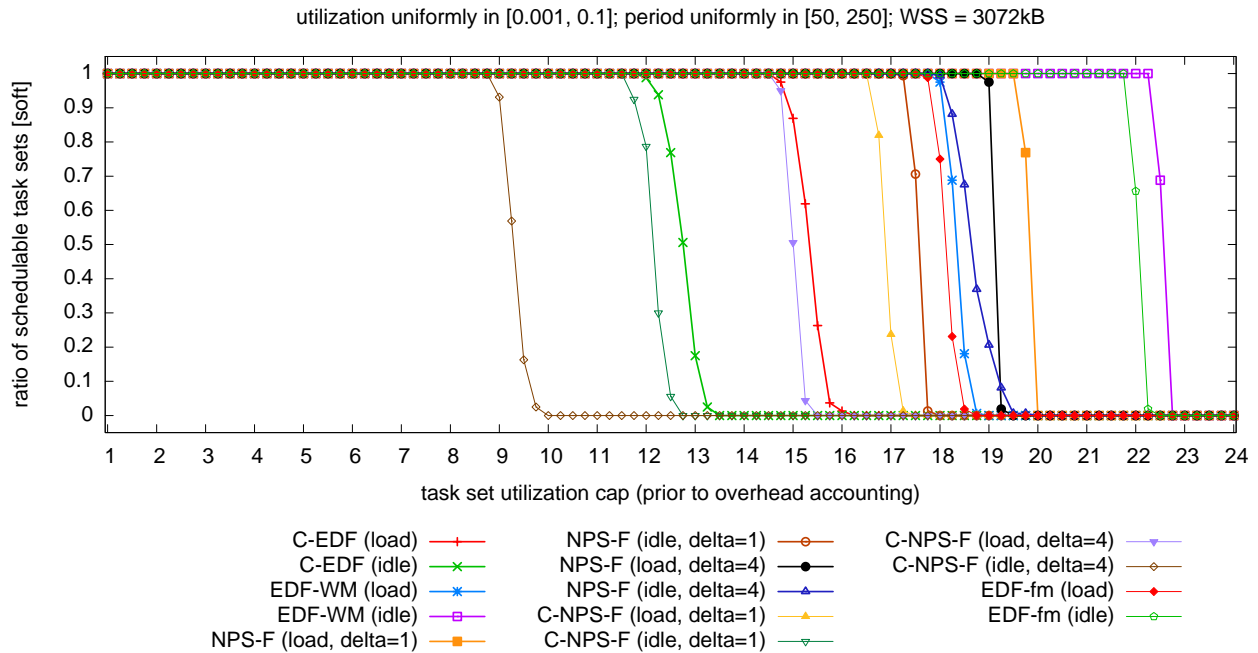 utilization uniformly in [0.001, 0.1]; period uniformly in [50, 250]; WSS = 3072kB
ratio of schedulable task sets [soft]
1
0.9
0.8
0.7
0.6
0.5
0.4
0.3
0.2
0.1
0
1 2 3 4 5 6 7 8 9 10 11 12 13 14 15 16 17 18 19 20 21 22 23 24
task set utilization cap (prior to overhead accounting)
C-EDF (load)
C-EDF (idle)
EDF-WM (load)
EDF-WM (idle)
NPS-F (load, delta=1)
NPS-F (idle, delta=1)
NPS-F (load, delta=4)
NPS-F (idle, delta=4)
C-NPS-F (load, delta=1)
C-NPS-F (idle, delta=1)
C-NPS-F (load, delta=4)
C-NPS-F (idle, delta=4)
EDF-fm (load)
EDF-fm (idle)